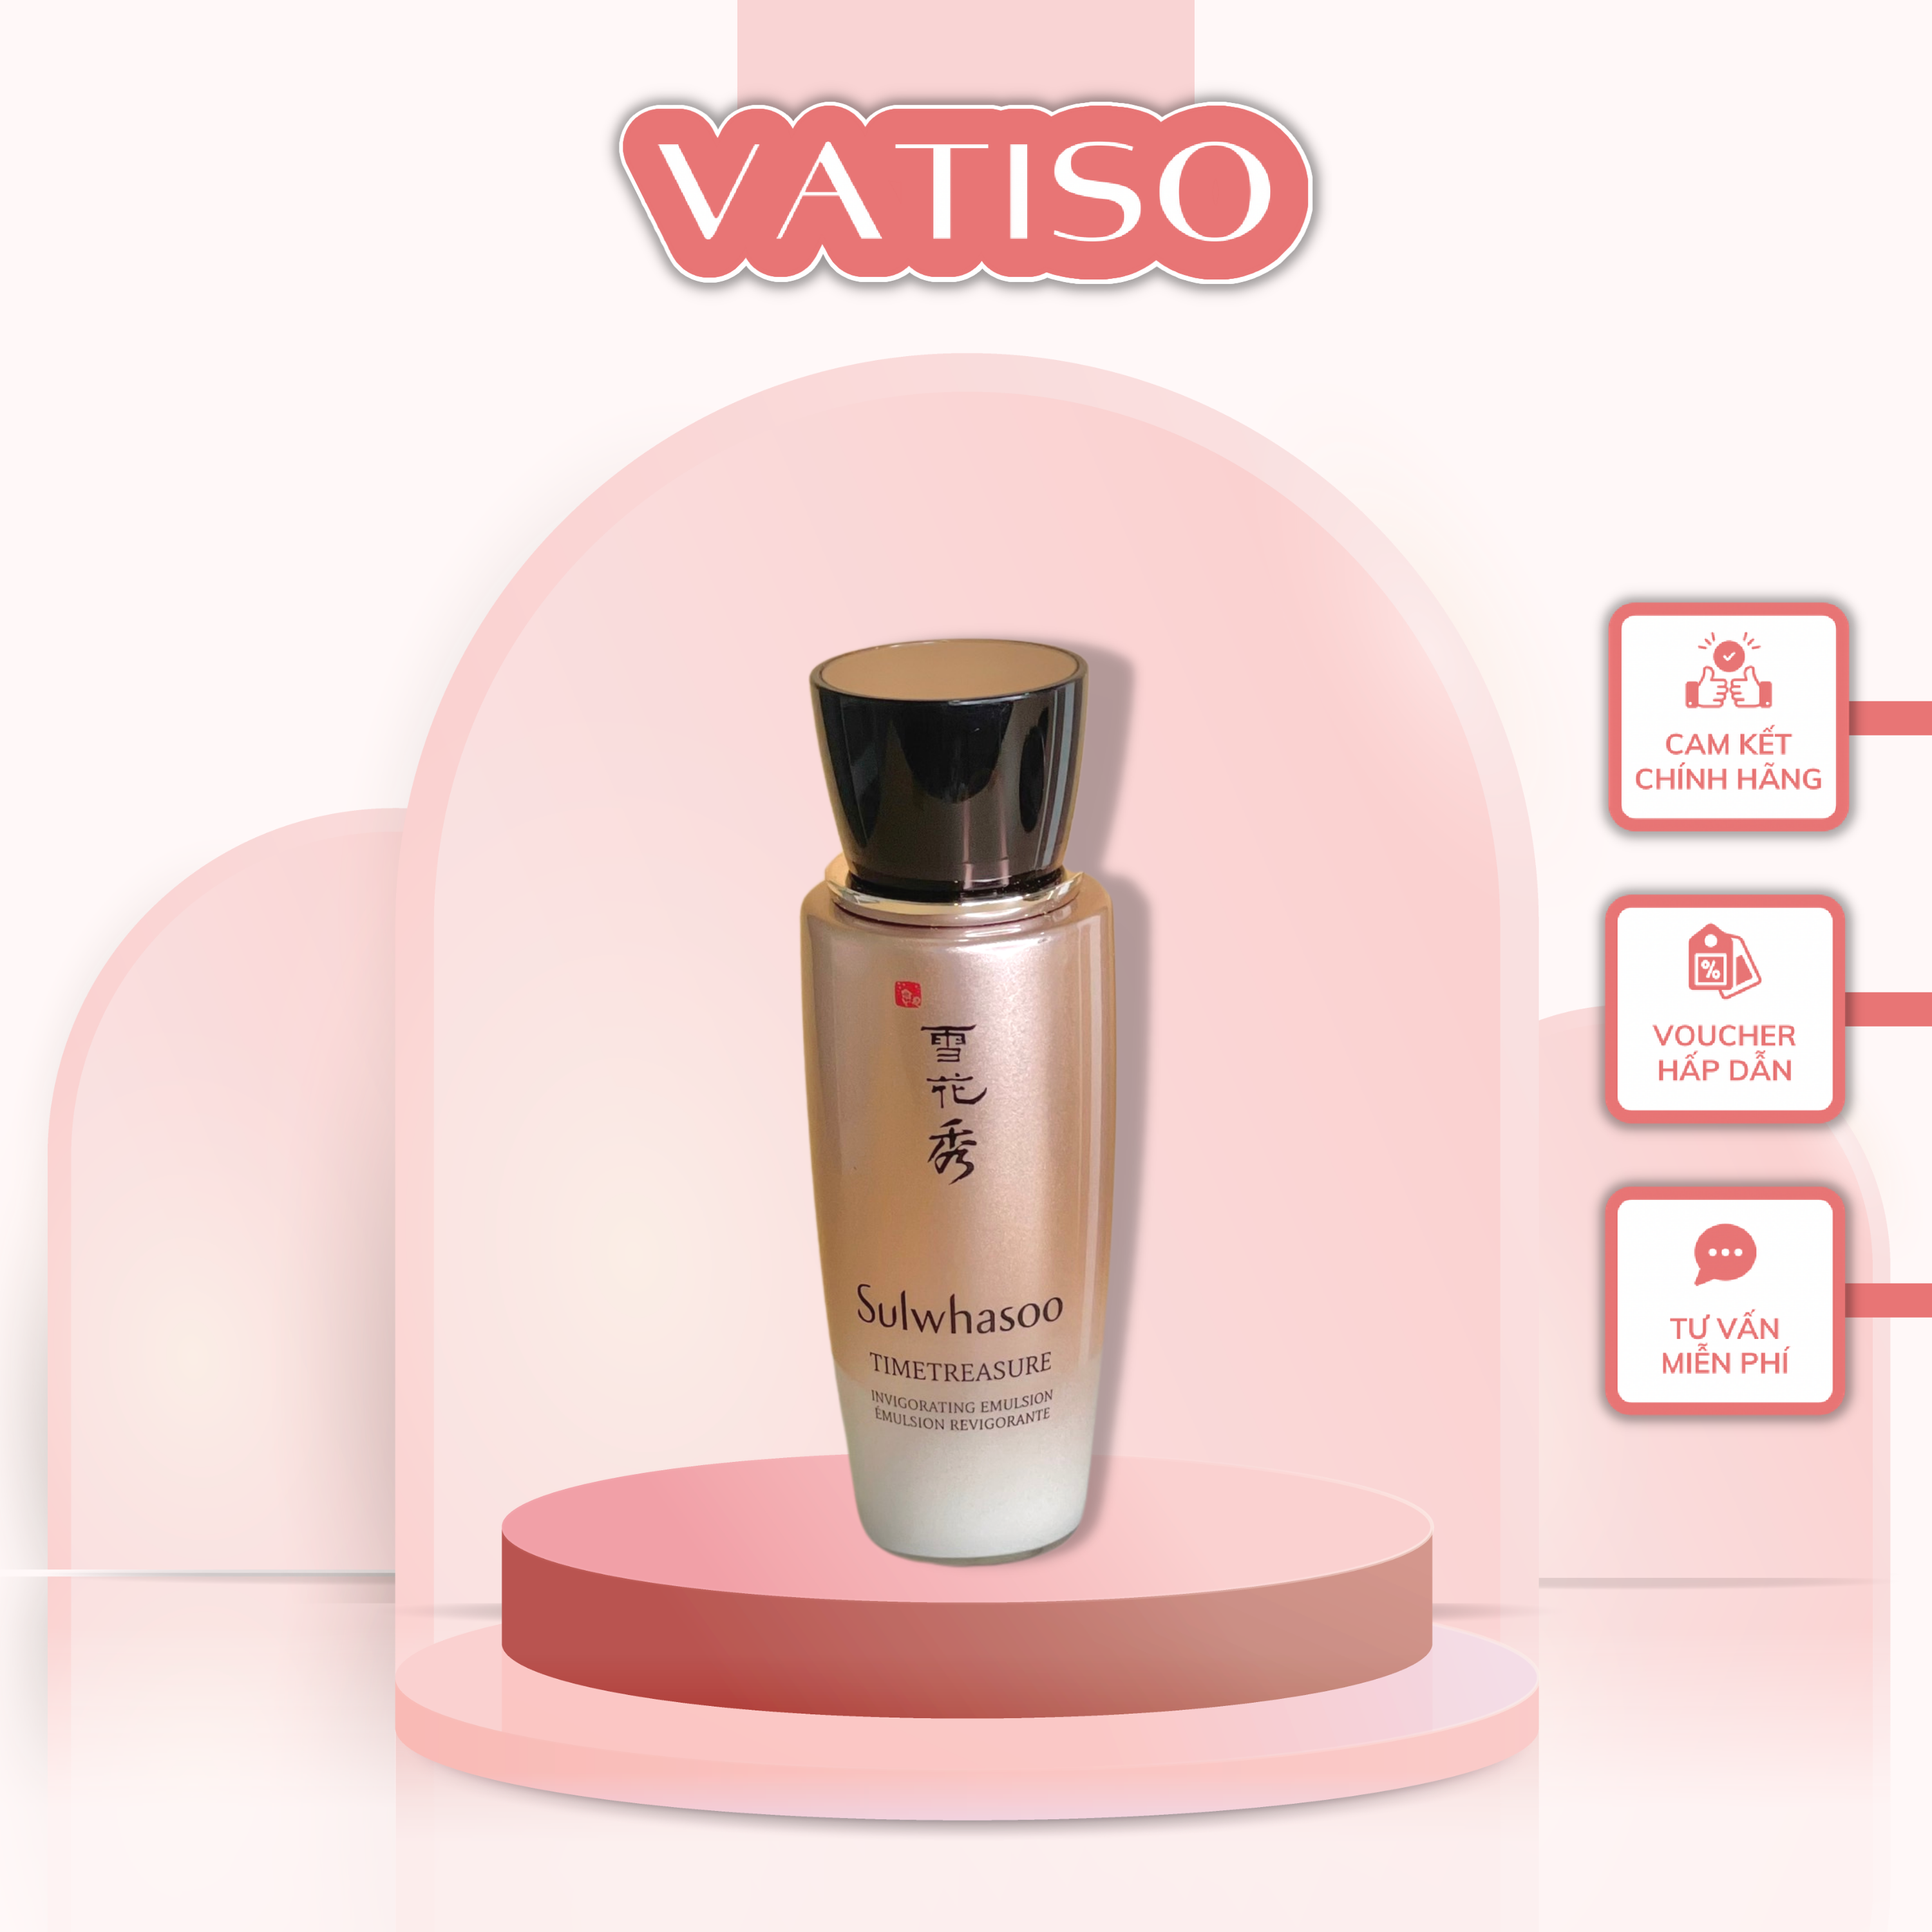 VATISO
雪
花
秀
Sulwhasoo
TIMETREASURE
INVIGORATING EMULSION
ÉMULSION REVIGORANTE
CAM KẾT
CHÍNH HÃNG
%
VOUCHER
HẤP DẪN
TƯ VẤN
MIỄN PHÍ